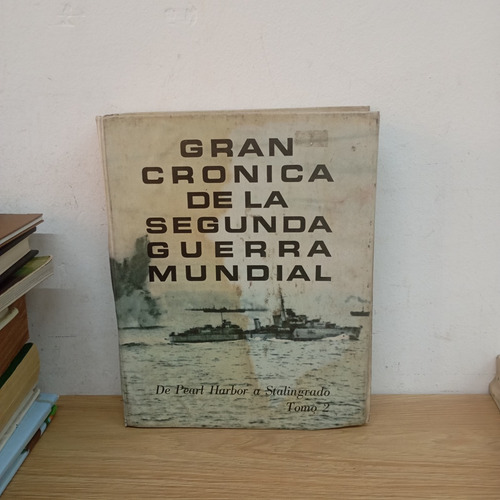 GRAN
CRONICA
DE LA
SEGUNDA
GUERRA
MUNDIAL
De Pearl Harbor a Stalingrado
Tomo 2